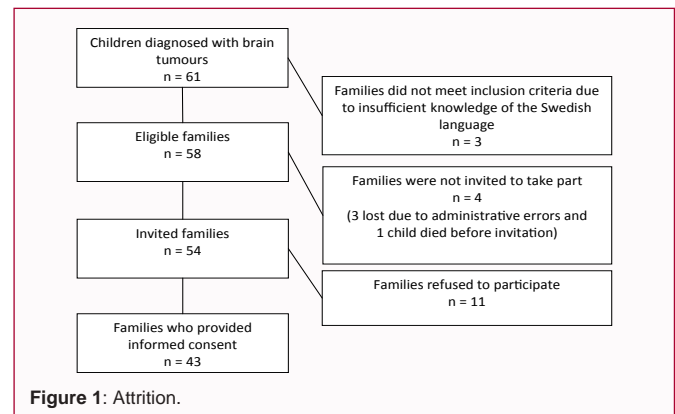 Children diagnosed with brain
tumours
n = 61
Families did not meet inclusion criteria due
to insufficient knowledge of the Swedish
language
n = 3
Eligible families
n = 58
Families were not invited to take part
n = 4
(3 lost due to administrative errors and
1 child died before invitation)
Invited families
n = 54
Families refused to participate
n = 11
Families who provided
informed consent
n = 43
Figure 1: Attrition.